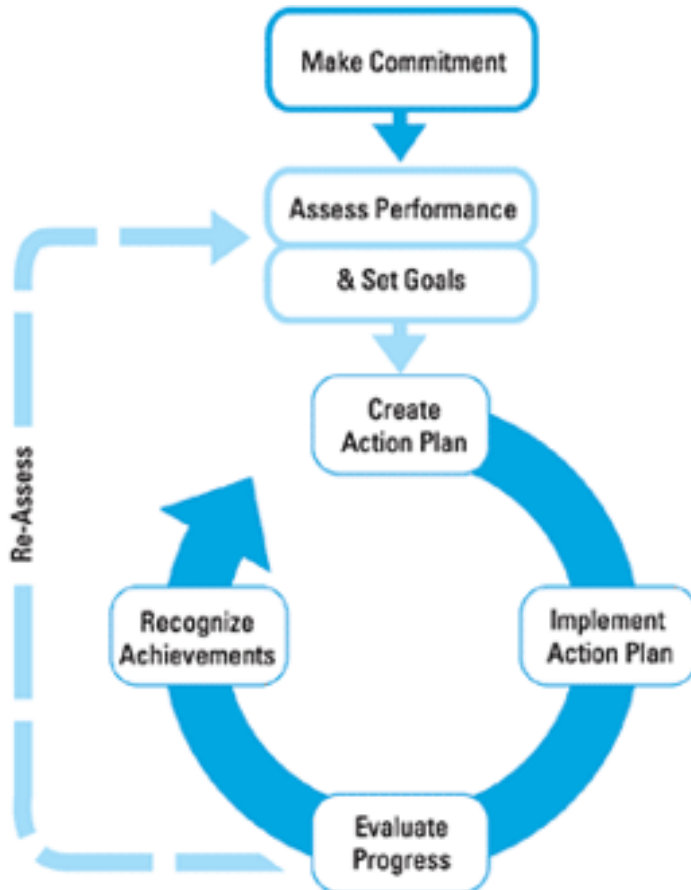 Make Commitment
Assess Performance
& Set Goals
Create
Action Plan
Implement
Action Plan
Evaluate
Progress
Recognize
Achievements
Re-Assess